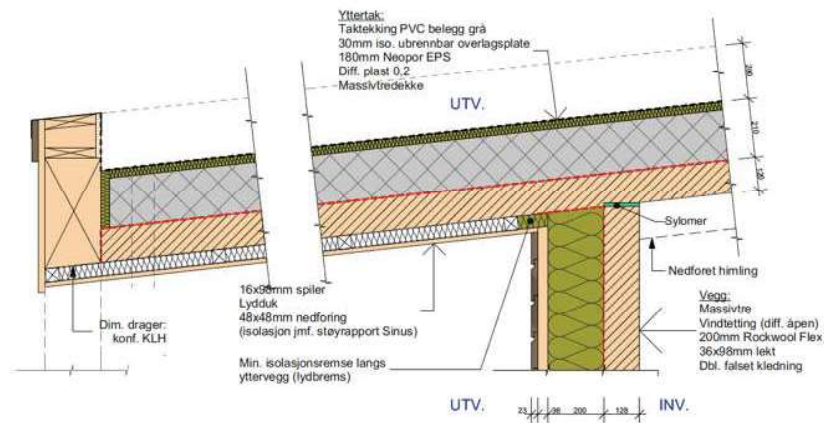 Yttertak:
Taktekking PVC belegg grå
30mm iso. ubrennbar overlagsplate
180mm Neopor EPS
Diff. plast 0,2
Massivtredekke
UTV.
200
210
120
Sylomer
Nedforet himling
16x98mm spiler
Lydduk
48x48mm nedforing
(isolasjon jmf. støyrapport Sinus)
Dim. drager:
konf. KLH
Min. isolasjonsremse langs
yttervegg (lydbrems)
Vegg:
Massivtre
Vindtetting (diff. åpen)
200mm Rockwool Flex
36x98mm lekt
Dbl. falset kledning
UTV.
23
36
200
128
INV.